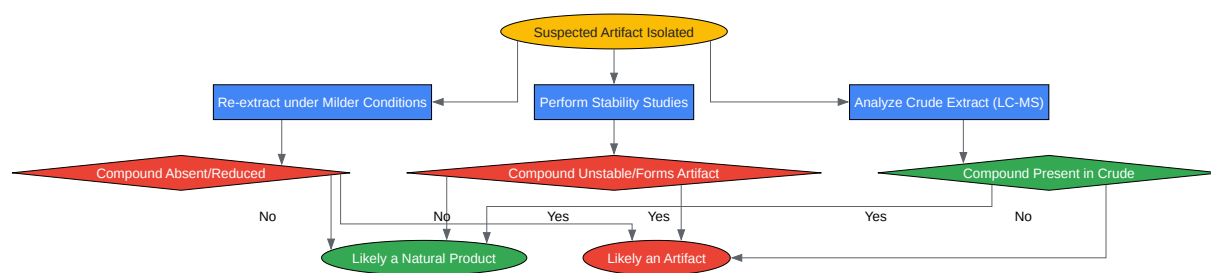 Suspected Artifact Isolated
Re-extract under Milder Conditions
Perform Stability Studies
Analyze Crude Extract (LC-MS)
Compound Absent/Reduced
Compound Unstable/Forms Artifact
Compound Present in Crude
No
No
Yes
Yes
Yes
No
Likely a Natural Product
Likely an Artifact